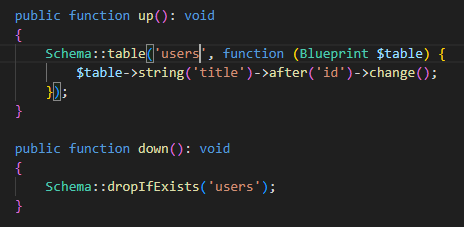 public function up(): void
{
    Schema::table('users', function (Blueprint $table) {
        $table->string('title')->after('id')->change();
    });
}

public function down(): void
{
    Schema::dropIfExists('users');
}